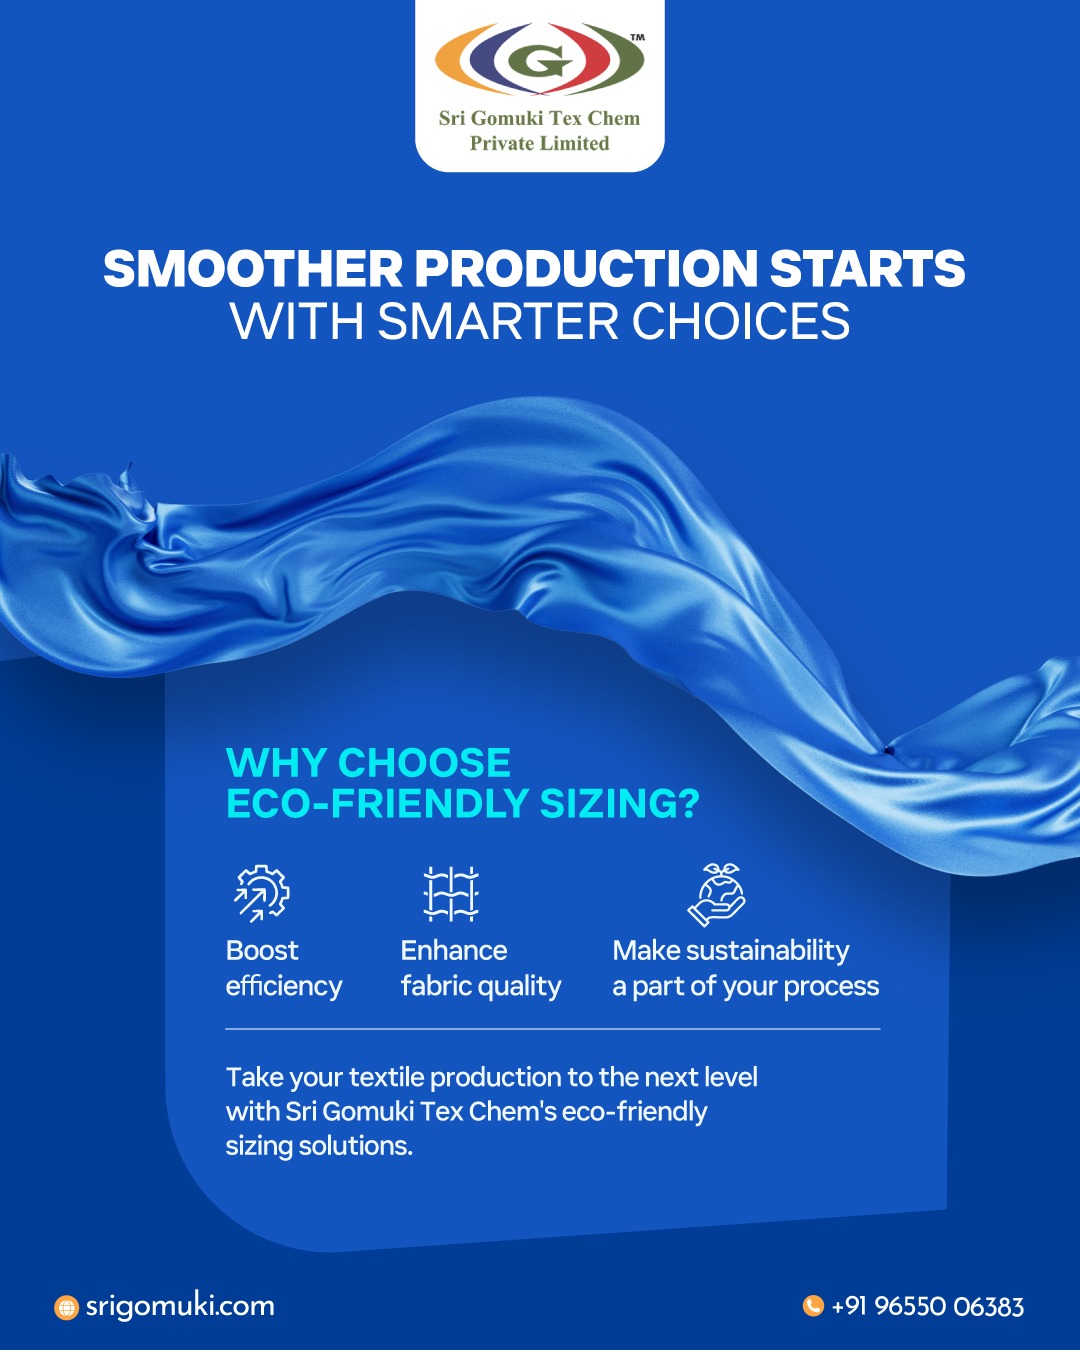 G
TM
Sri Gomuki Tex Chem
Private Limited
SMOOTHER PRODUCTION STARTS
WITH SMARTER CHOICES
WHY CHOOSE
ECO-FRIENDLY SIZING?
Boost
efficiency
Enhance
fabric quality
Make sustainability
a part of your process
Take your textile production to the next level
with Sri Gomuki Tex Chem's eco-friendly
sizing solutions.
srigomuki.com
+91 96550 06383